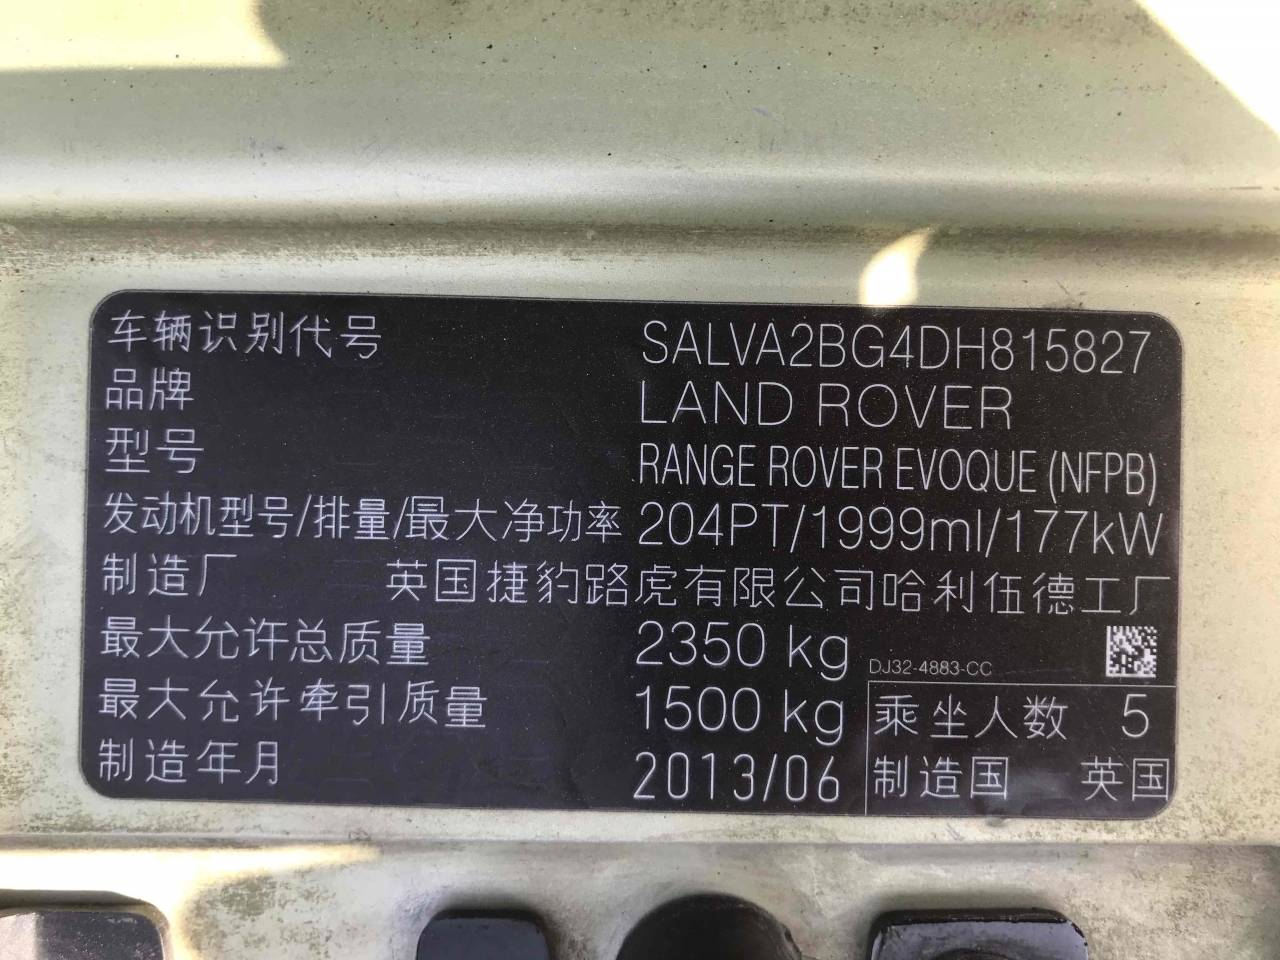 车辆识别代号 SALVA2BG4DH815827
品牌 LAND ROVER
型号 RANGE ROVER EVOQUE (NFPB)
发动机型号/排量/最大净功率 204PT/1999ml/177kW
制造厂 英国捷豹路虎有限公司哈利伍德工厂
最大允许总质量 2350 kg DJ32-4883-CC
最大允许牵引质量 1500 kg 乘坐人数 5
制造年月 2013/06 制造国 英国